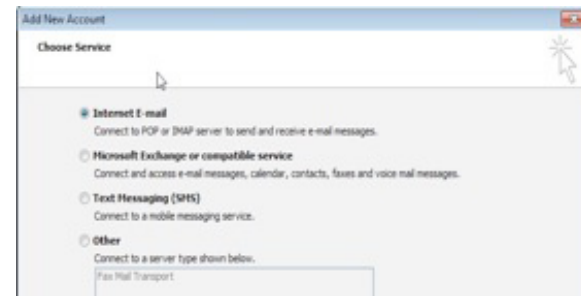 Add New Account
Choose Service
Internet E-mail
Connect to POP or IMAP server to send and receive e-mail messages.
Microsoft Exchange or compatible service
Connect and access e-mail messages, calendar, contacts, faxes and voice mail messages.
Text Messaging (SMS)
Connect to a mobile messaging service.
Other
Connect to a server type shown below.
Fax Mail Transport